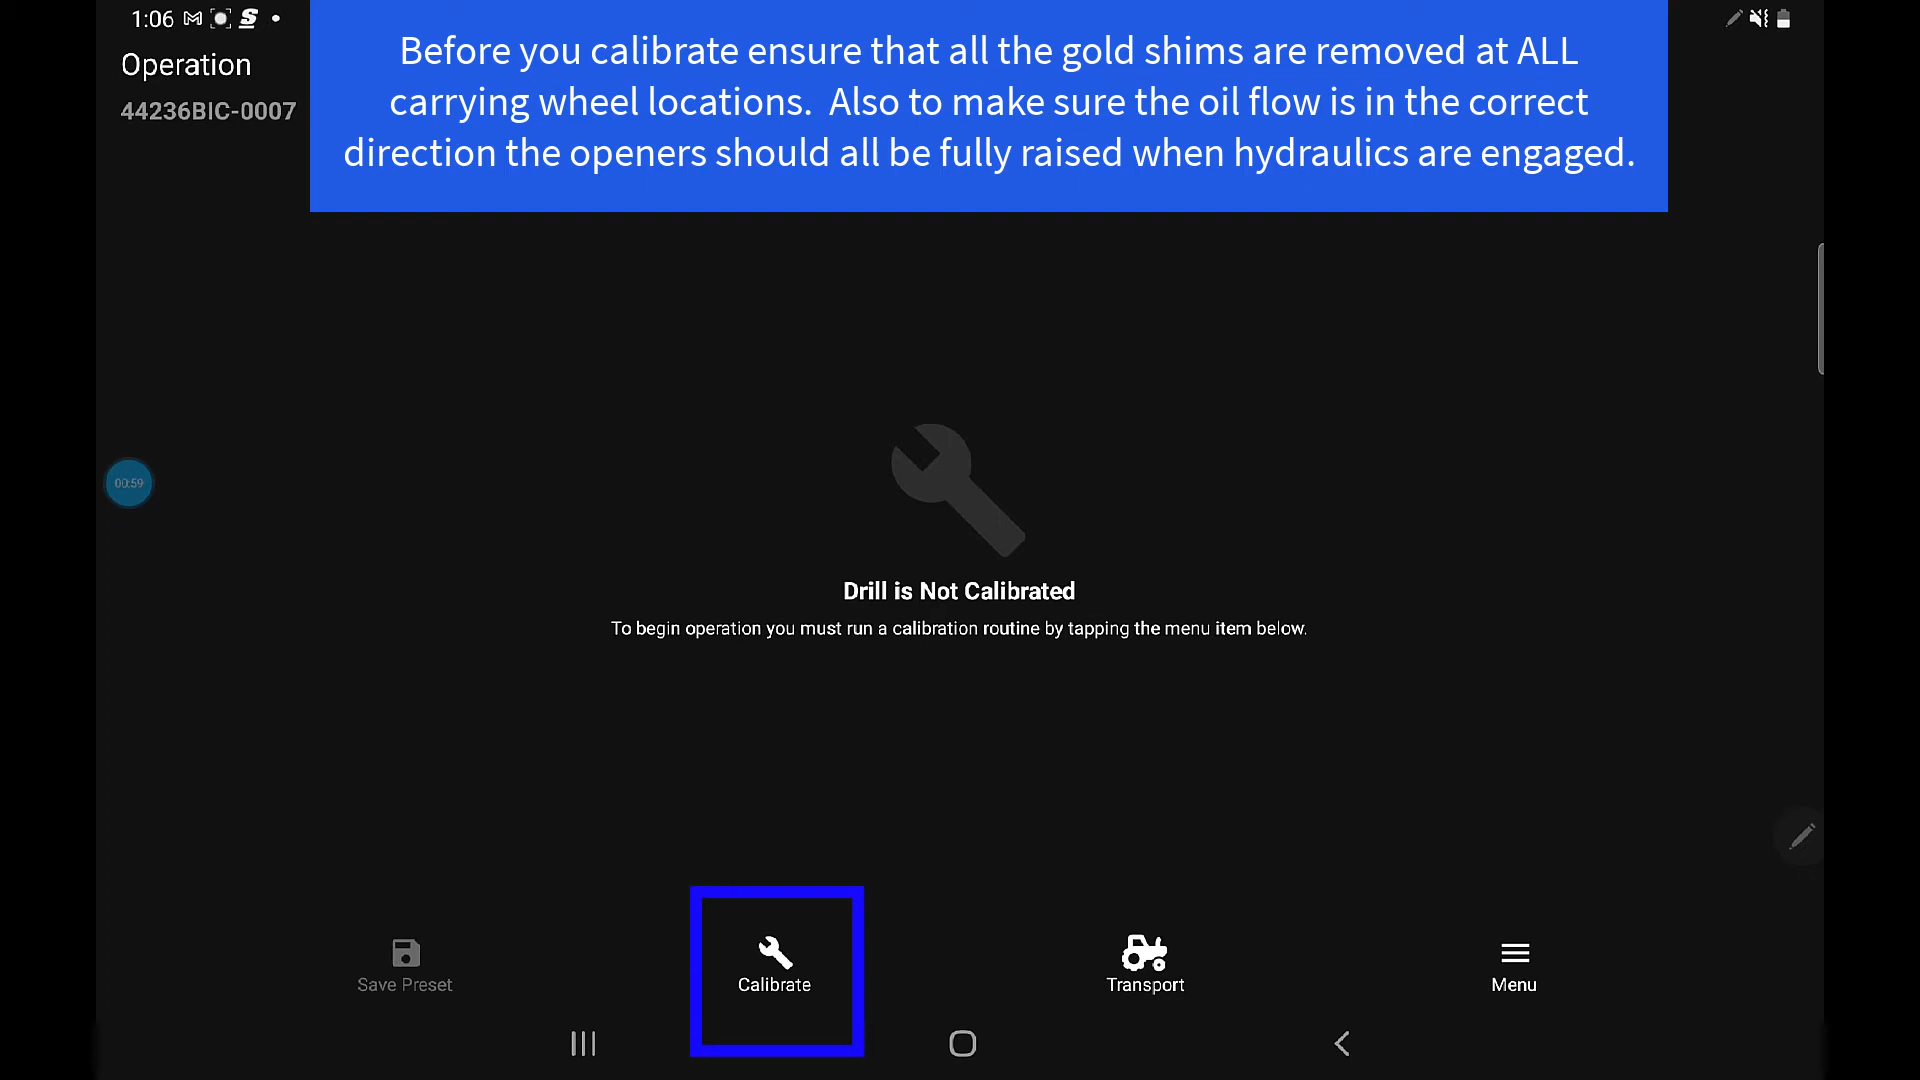 1:06
Operation
44236BIC-0007
Before you calibrate ensure that all the gold shims are removed at ALL
carrying wheel locations.  Also to make sure the oil flow is in the correct
direction the openers should all be fully raised when hydraulics are engaged.
00:59
Drill is Not Calibrated
To begin operation you must run a calibration routine by tapping the menu item below.
Save Preset
Calibrate
Transport
Menu